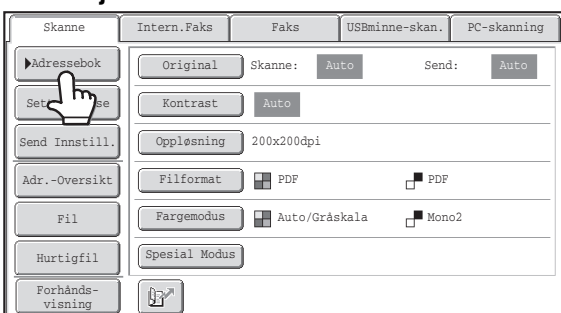 Skanne
Intern.Faks
Faks
USBminne-skan.
PC-skanning
Adressebok
Original
Skanne:
Auto
Send:
Auto
Kontrast
Auto
Send Innstill.
Oppløsning
200x200dpi
Adr.-Oversikt
Filformat
PDF
PDF
Fil
Fargemodus
Auto/Gråskala
Mono2
Hurtigfil
Spesial Modus
Forhånds-
visning